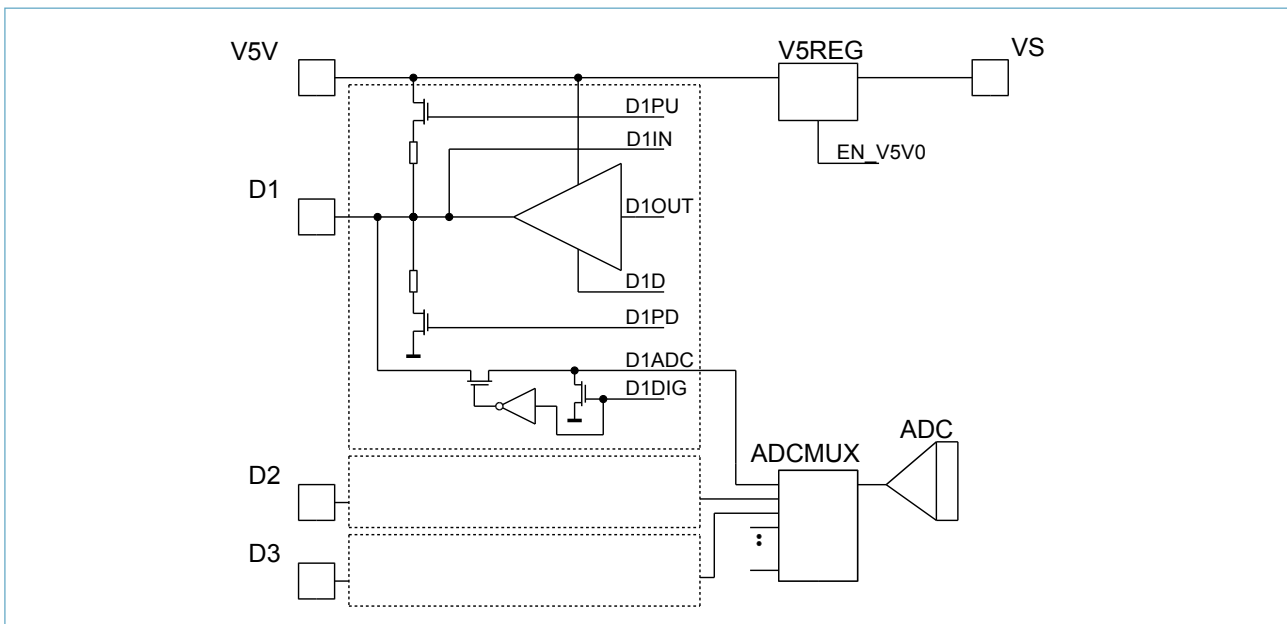 V5V
V5REG
VS
D1PU
D1IN
EN_V5V0
D1
D1OUT
D1D
D1PD
D1ADC
D1DIG
D2
ADCMUX
ADC
D3